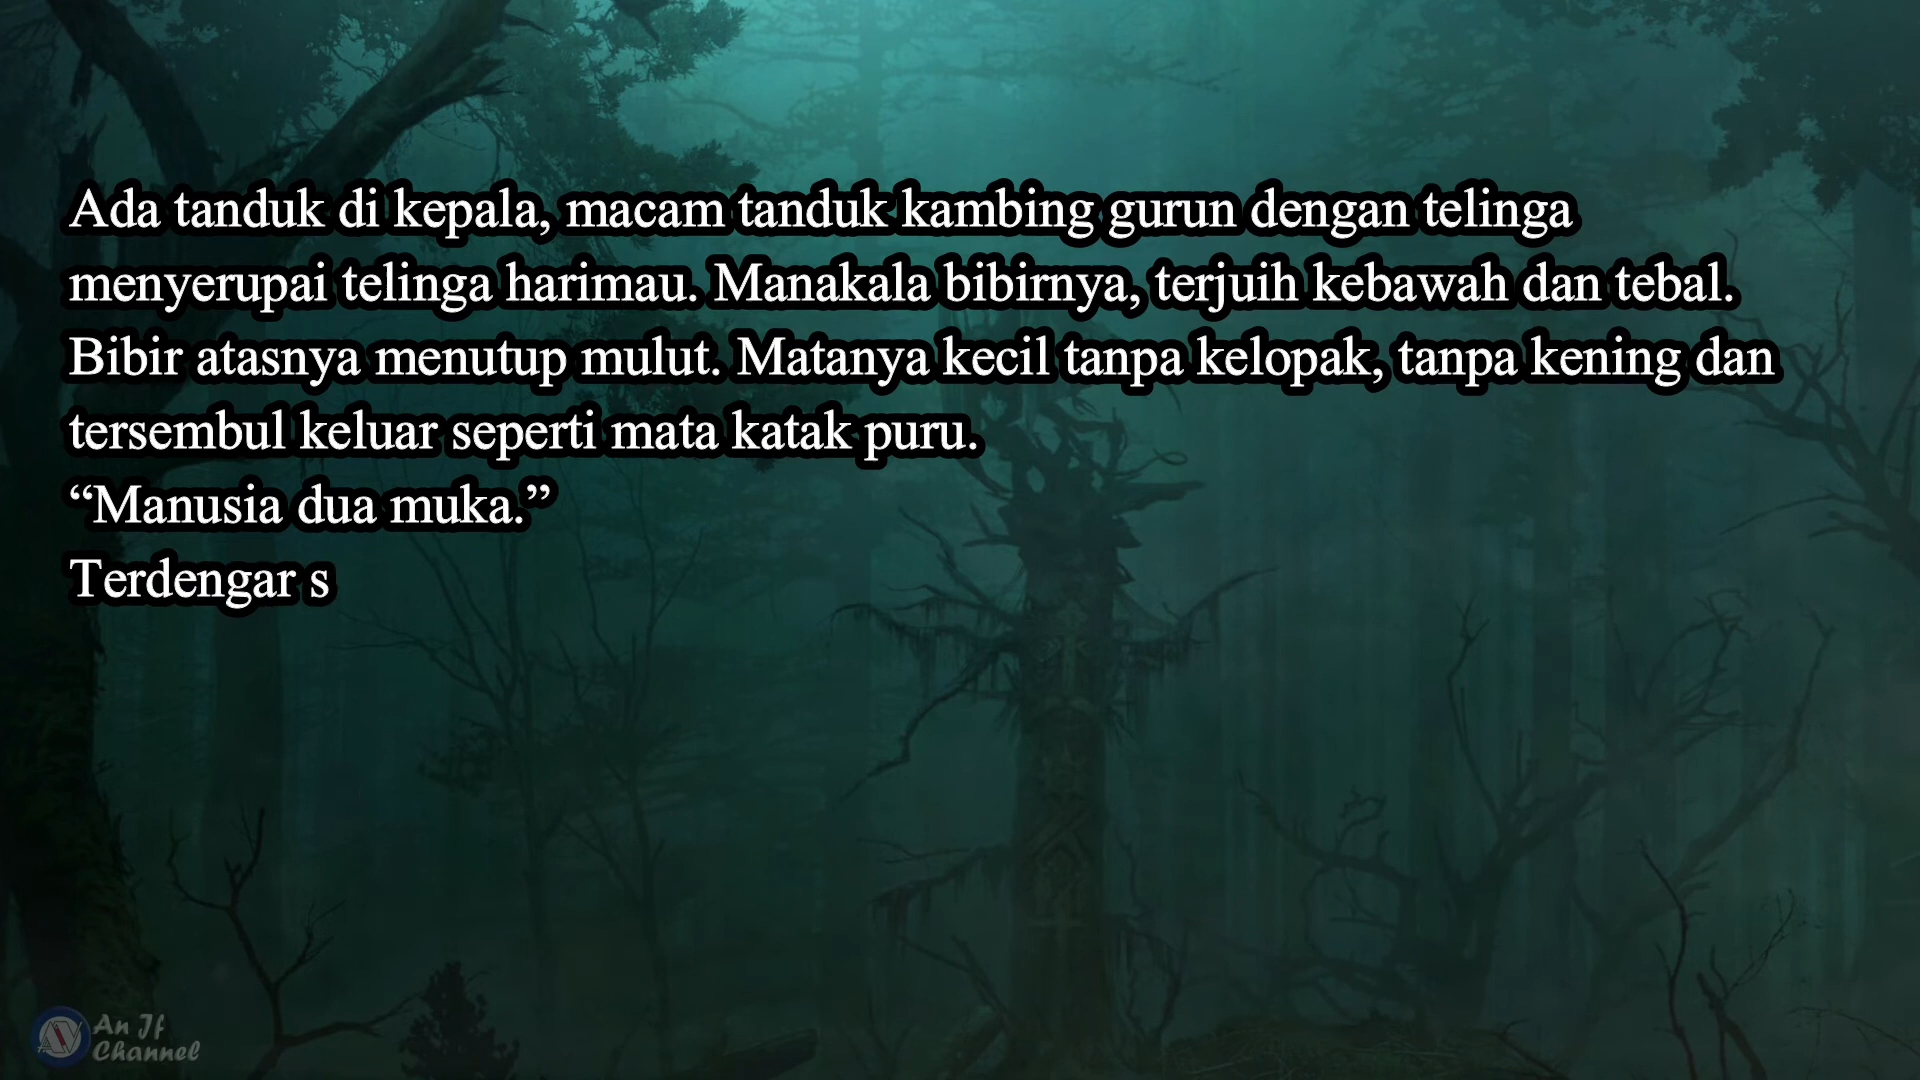 Ada tanduk di kepala, macam tanduk kambing gurun dengan telinga
menyerupai telinga harimau. Manakala bibirnya, terjuih kebawah dan tebal.
Bibir atasnya menutup mulut. Matanya kecil tanpa kelopak, tanpa kening dan
tersembul keluar seperti mata katak puru.
“Manusia dua muka.”
Terdengar s
An Jf
Channel